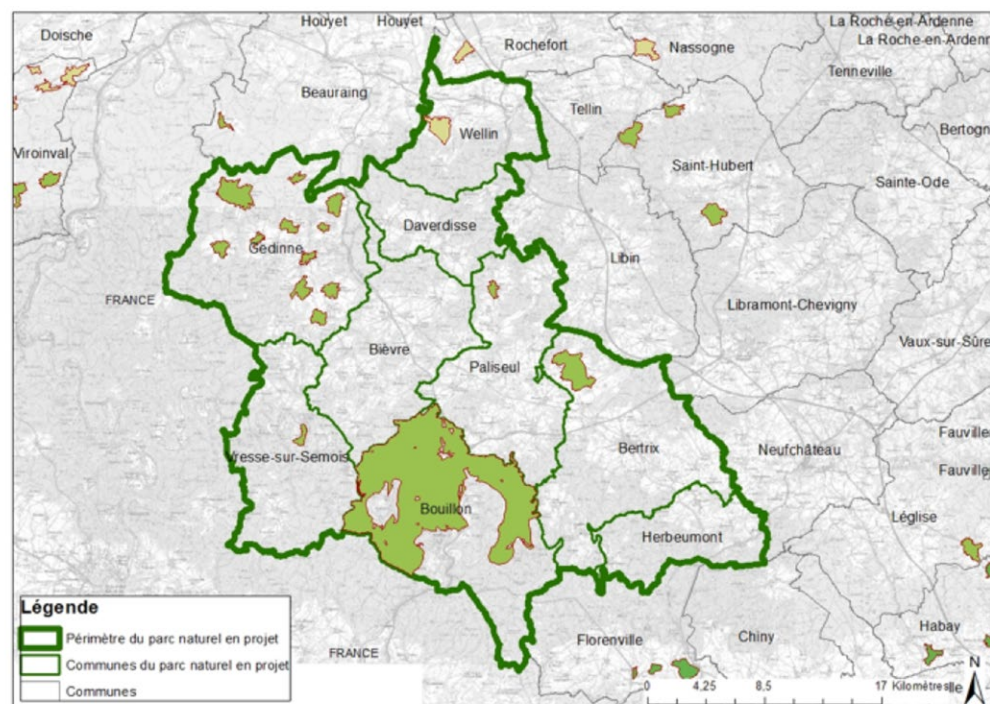 Houyet
Houyet
La Roche-en-Ardenne
Doische
Rochefort
Nassogne
La Roche-en-Ardenn
Tenneville
Beauraing
Tellin
Wellin
Bertogn
Viroinval
Saint-Hubert
Sainte-Ode
Daverdisse
Gedinne
Libin
FRANCE
Libramont-Chevigny
Bièvre
Vaux-sur-Sûre
Paliseul
Fauviller
Bertrix
Neufchâteau
Vresse-sur-Semois
Fauviller
Bouillon
Léglise
Herbeumont
Légende
Périmètre du parc naturel en projet
Communes du parc naturel en projet
Communes
FRANCE
Florenville
Chiny
Habay
N
0 4,25 8,5 17 Kilomètres